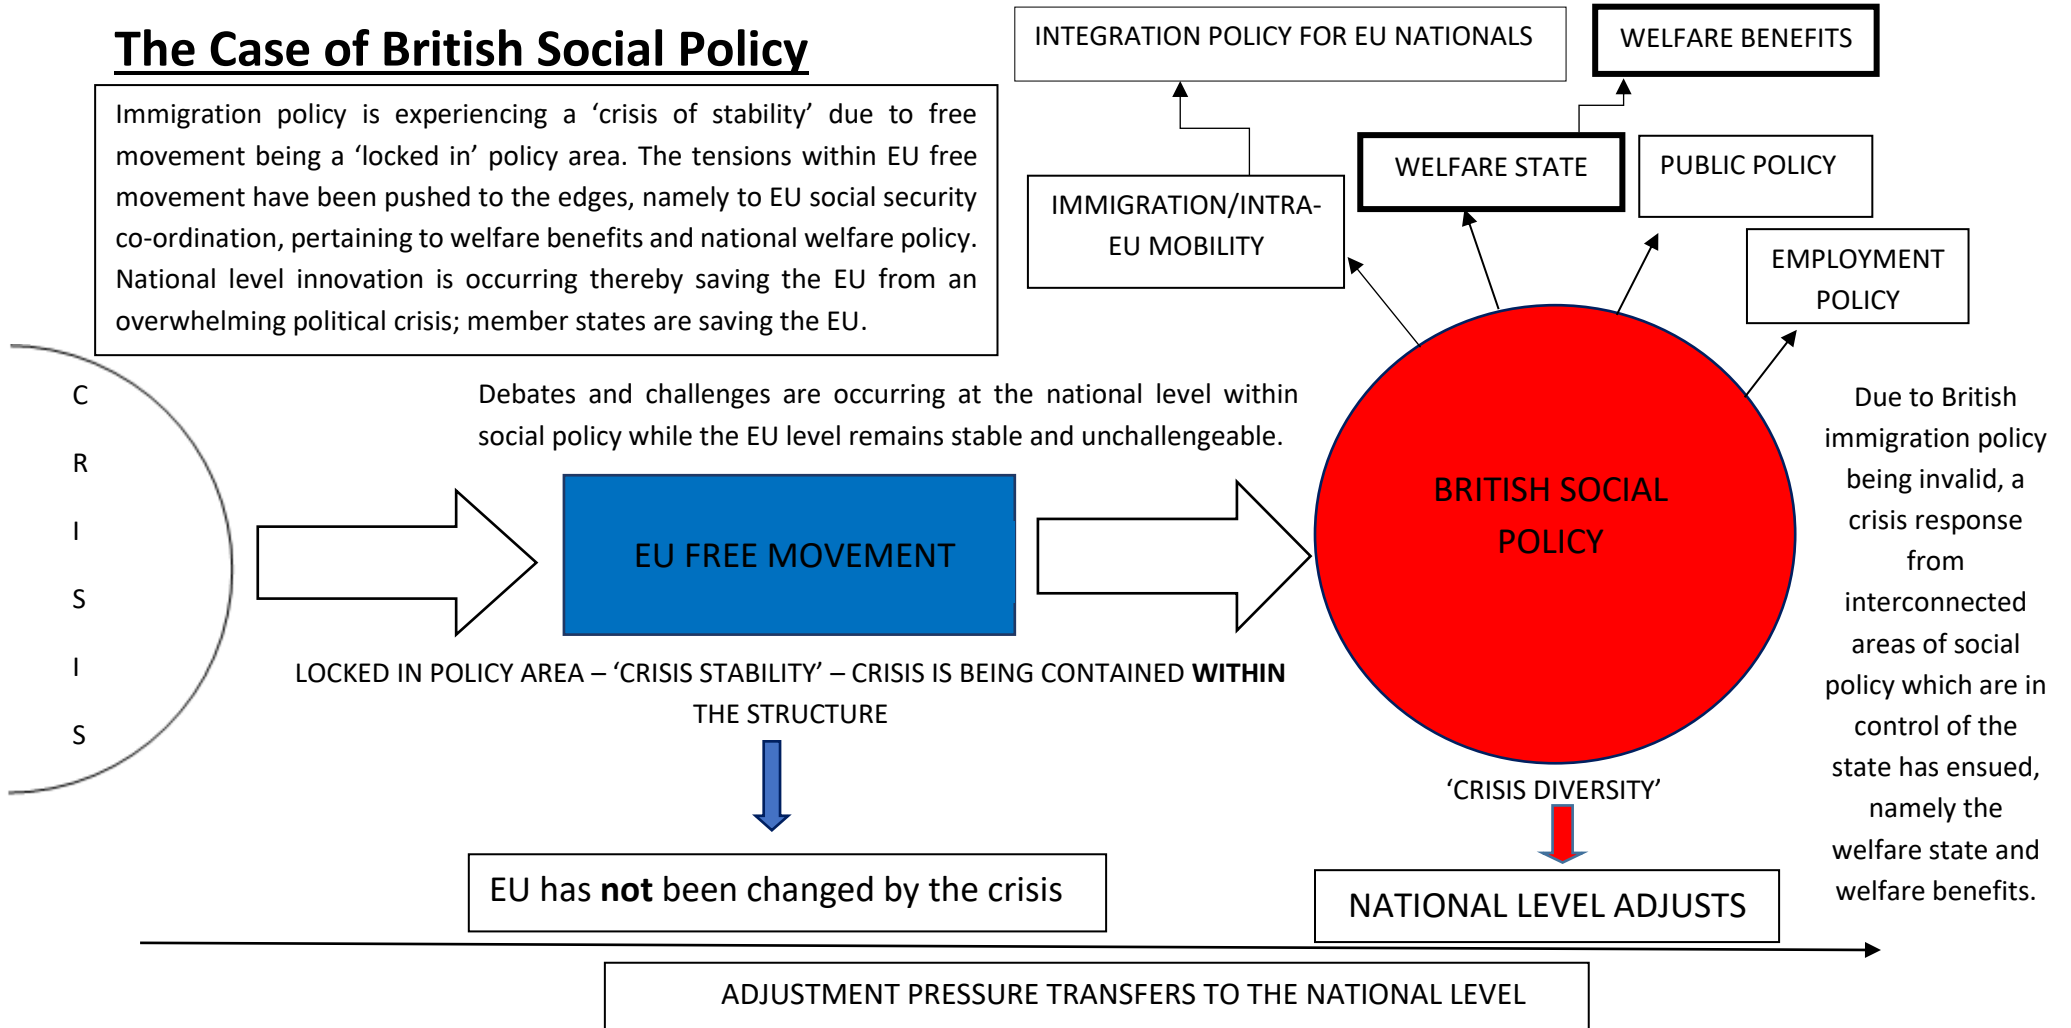 The Case of British Social Policy
Immigration policy is experiencing a ‘crisis of stability’ due to free
movement being a ‘locked in’ policy area. The tensions within EU free
movement have been pushed to the edges, namely to EU social security
co-ordination, pertaining to welfare benefits and national welfare policy.
National level innovation is occurring thereby saving the EU from an
overwhelming political crisis; member states are saving the EU.
INTEGRATION POLICY FOR EU NATIONALS
WELFARE BENEFITS
WELFARE STATE
PUBLIC POLICY
IMMIGRATION/INTRA-
EU MOBILITY
EMPLOYMENT
POLICY
C
R
I
S
I
S
Debates and challenges are occurring at the national level within
social policy while the EU level remains stable and unchallengeable.
EU FREE MOVEMENT
BRITISH SOCIAL
POLICY
Due to British
immigration policy
being invalid, a
crisis response
from
interconnected
areas of social
policy which are in
control of the
state has ensued,
namely the
welfare state and
welfare benefits.
LOCKED IN POLICY AREA – ‘CRISIS STABILITY’ – CRISIS IS BEING CONTAINED WITHIN
THE STRUCTURE
‘CRISIS DIVERSITY’
EU has not been changed by the crisis
NATIONAL LEVEL ADJUSTS
ADJUSTMENT PRESSURE TRANSFERS TO THE NATIONAL LEVEL